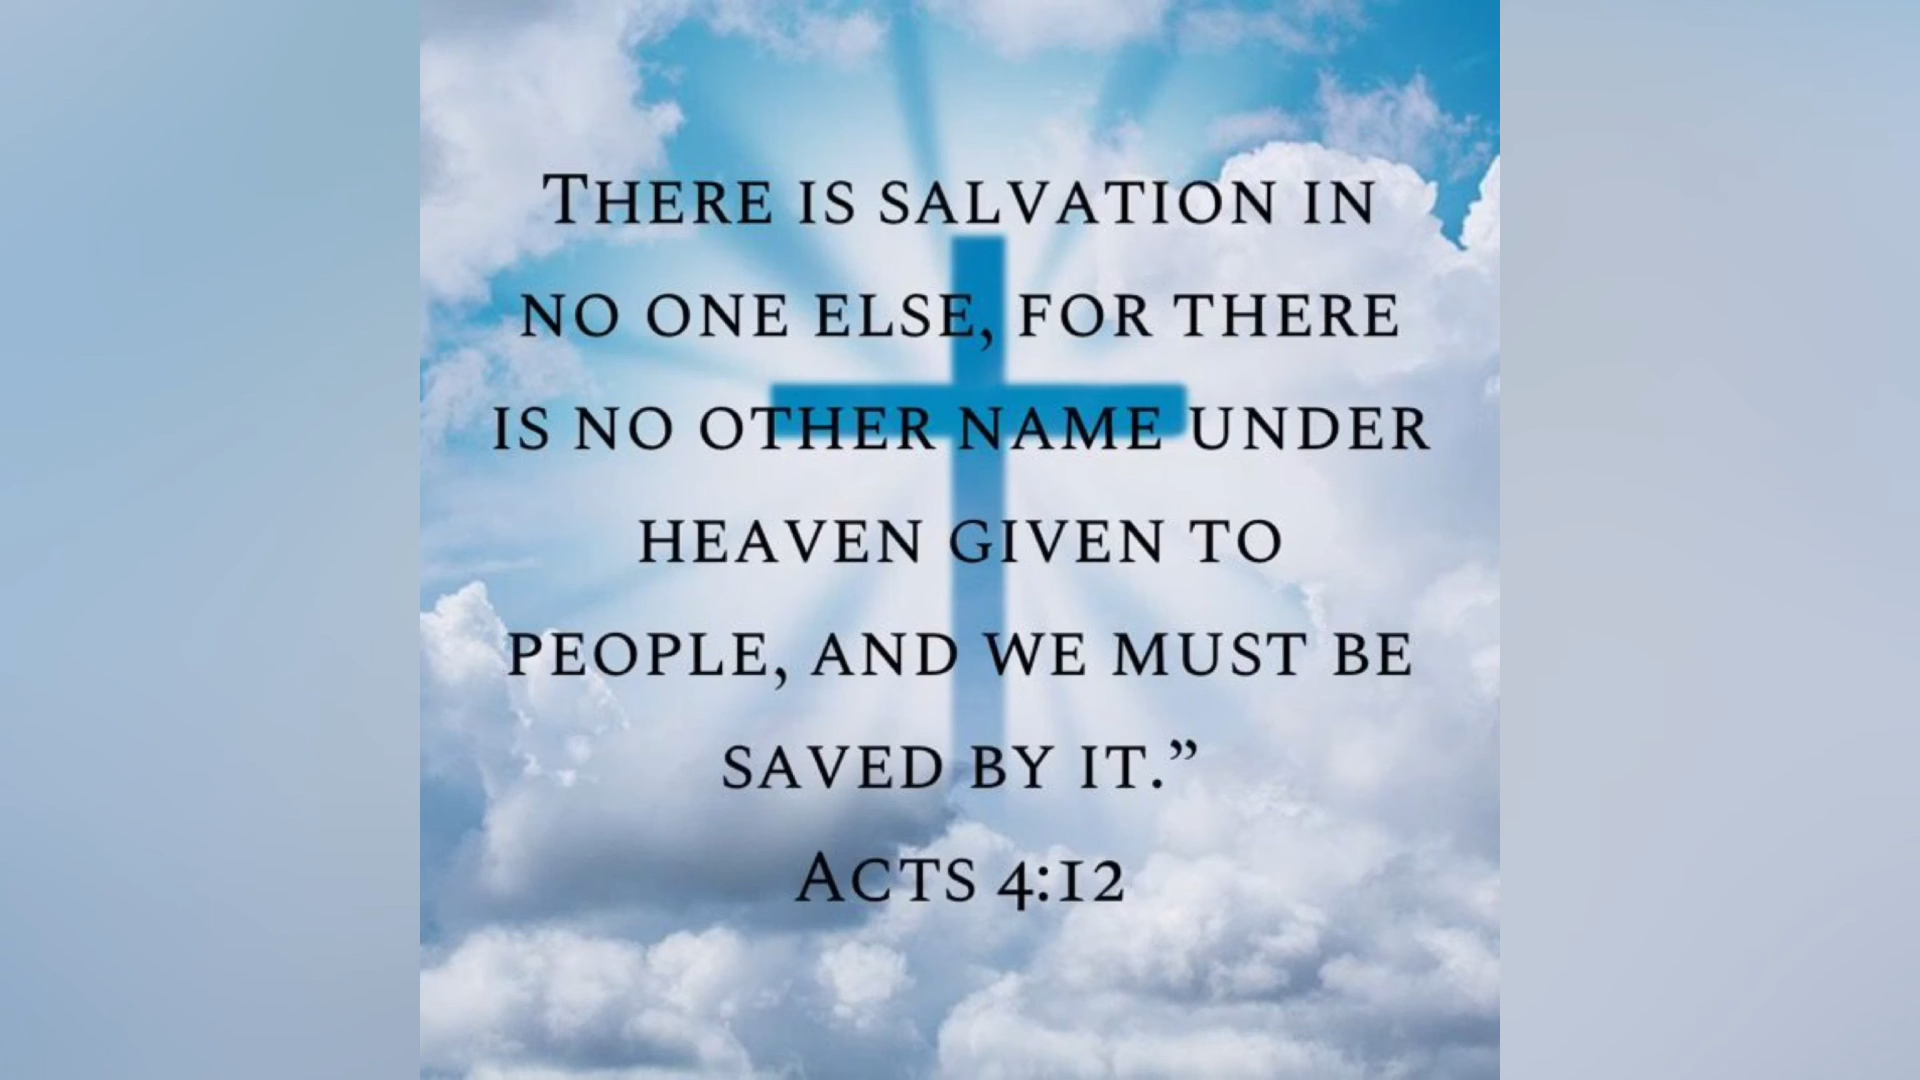 There is salvation in
no one else, for there
is no other name under
heaven given to
people, and we must be
saved by it.”
Acts 4:12